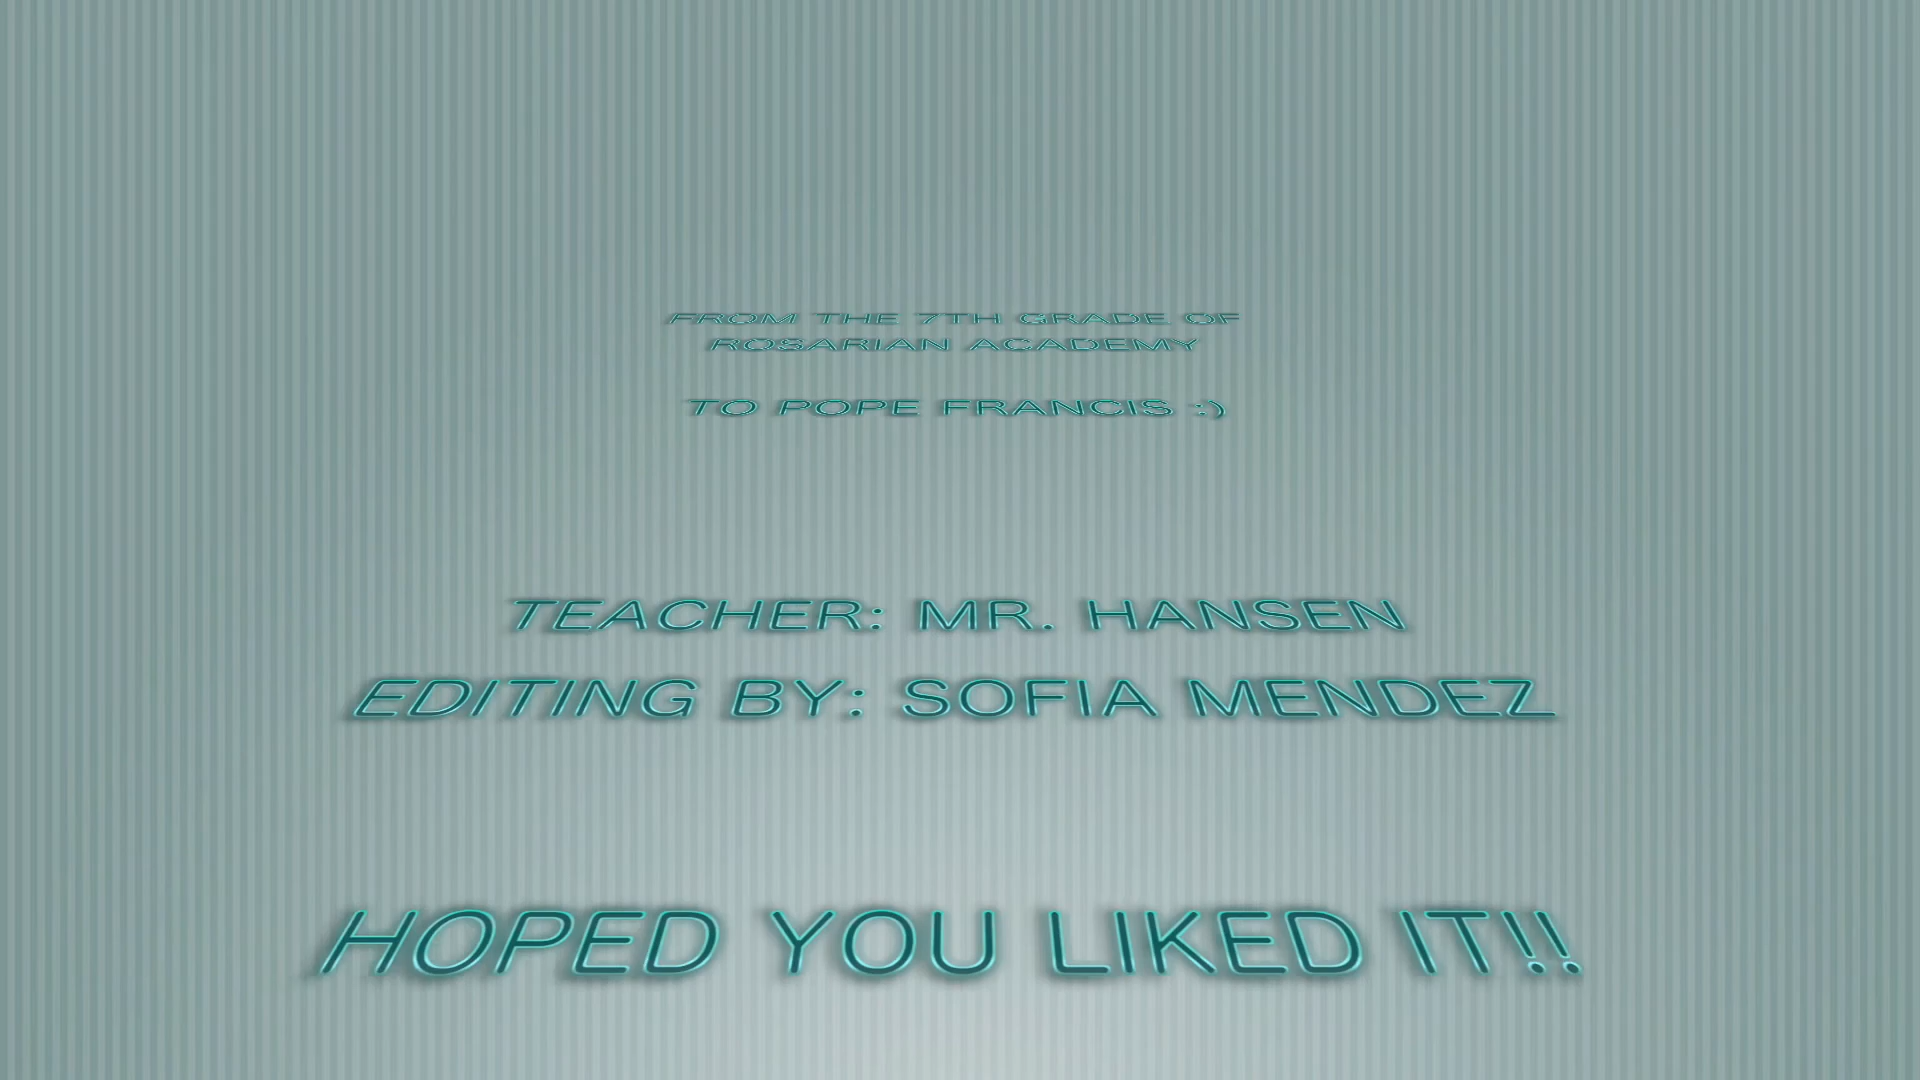 FROM THE 7TH GRADE OF
ROSARIAN ACADEMY
TO POPE FRANCIS :)
TEACHER: MR. HANSEN
EDITING BY: SOFIA MENDEZ
HOPED YOU LIKED IT!!